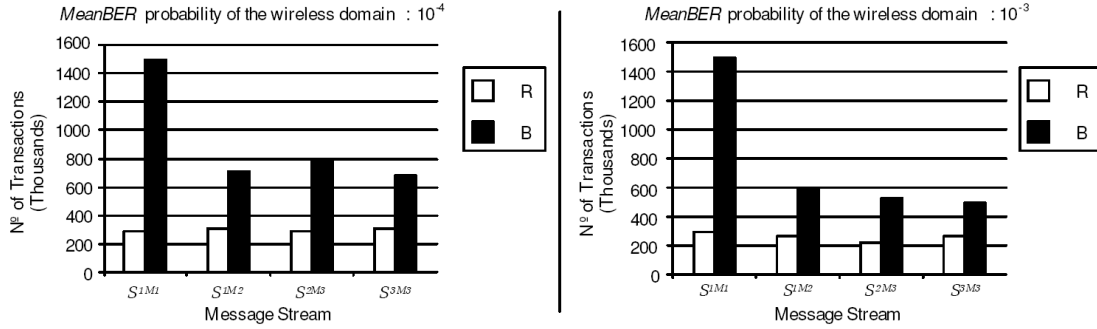 MeanBER probability of the wireless domain : 10⁻⁴
Nº of Transactions
(Thousands)
1600
1400
1200
1000
800
600
400
200
0
R
B
S¹ᴹ¹ S¹ᴹ² S²ᴹ³ S³ᴹ³
Message Stream
MeanBER probability of the wireless domain : 10⁻³
Nº of Transactions
(Thousands)
1600
1400
1200
1000
800
600
400
200
0
R
B
S¹ᴹ¹ S¹ᴹ² S²ᴹ³ S³ᴹ³
Message Stream